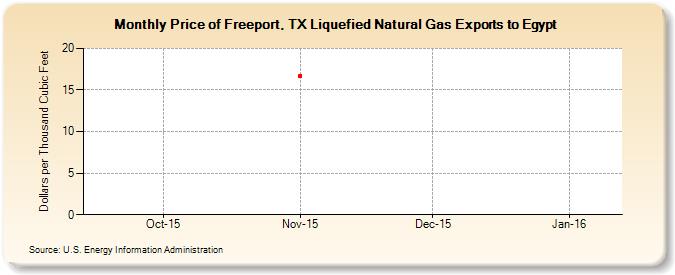 Monthly Price of Freeport, TX Liquefied Natural Gas Exports to Egypt
Dollars per Thousand Cubic Feet
20
15
10
5
0
Oct-15
Nov-15
Dec-15
Jan-16
Source: U.S. Energy Information Administration